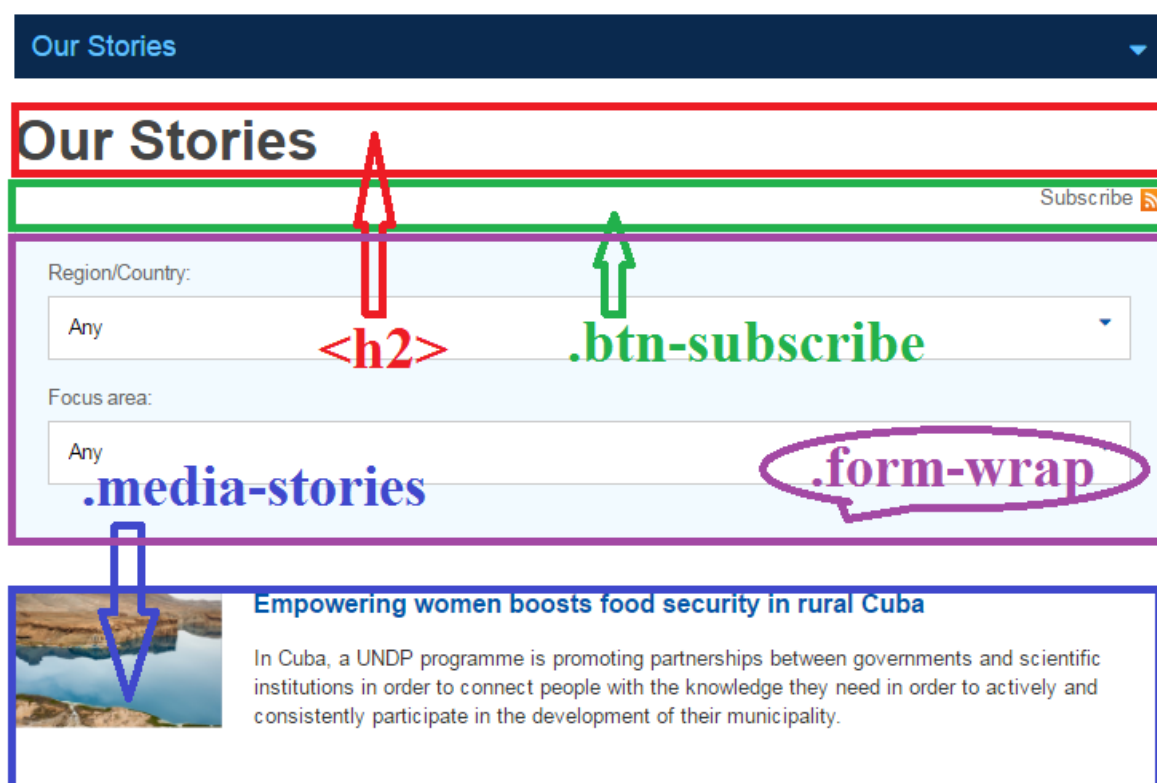 Our Stories
Our Stories
Subscribe
Region/Country:
Any
<h2>
.btn-subscribe
Focus area:
Any
.form-wrap
.media-stories
Empowering women boosts food security in rural Cuba
In Cuba, a UNDP programme is promoting partnerships between governments and scientific
institutions in order to connect people with the knowledge they need in order to actively and
consistently participate in the development of their municipality.